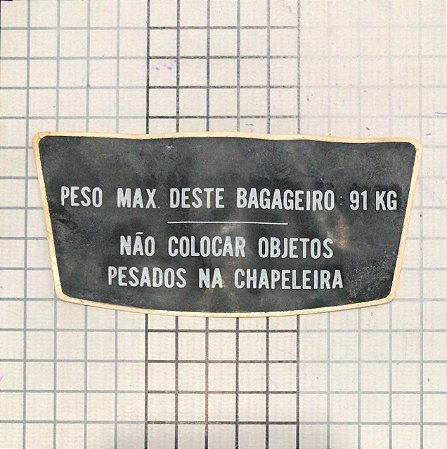 PESO MAX. DESTE BAGAGEIRO: 91 KG
NÃO COLOCAR OBJETOS
PESADOS NA CHAPELEIRA